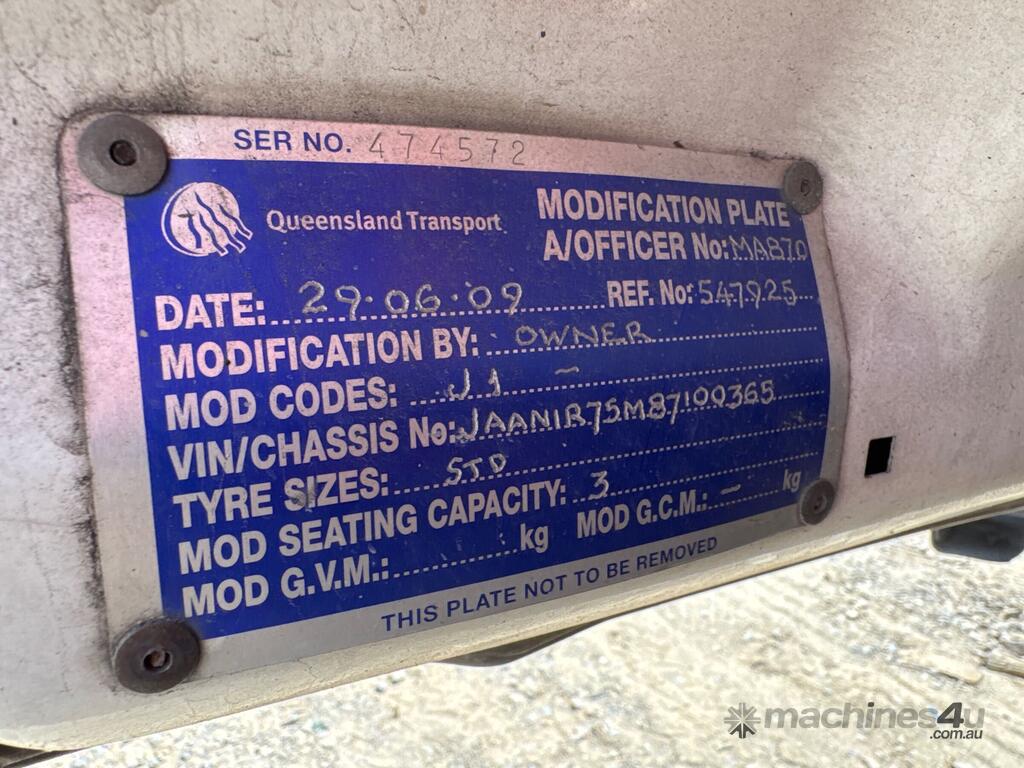 SER NO. 474572
Queensland Transport
MODIFICATION PLATE
A/OFFICER No: MA870
DATE: 29·06·09 REF. No: 547925
MODIFICATION BY: OWNER
MOD CODES: J1 –
VIN/CHASSIS No: JAAN1R75M87100365
TYRE SIZES: STD
MOD SEATING CAPACITY: 3
MOD G.V.M.: kg MOD G.C.M.: – kg
THIS PLATE NOT TO BE REMOVED
machines4u
.com.au